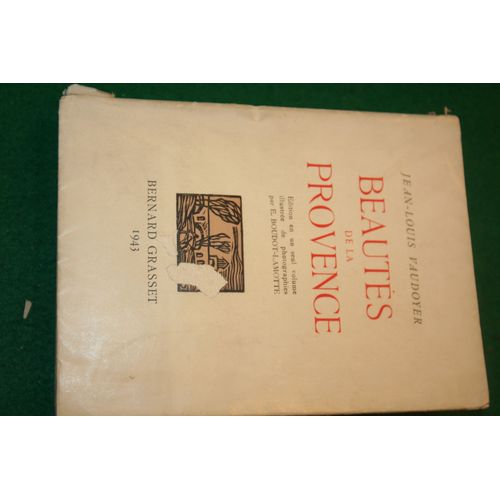 JEAN-LOUIS VAUDOYER
BEAUTÉS
DE LA
PROVENCE
Édition en un seul volume
illustrée de photographies
par E. BOUDOT-LAMOTTE
BERNARD GRASSET
1943